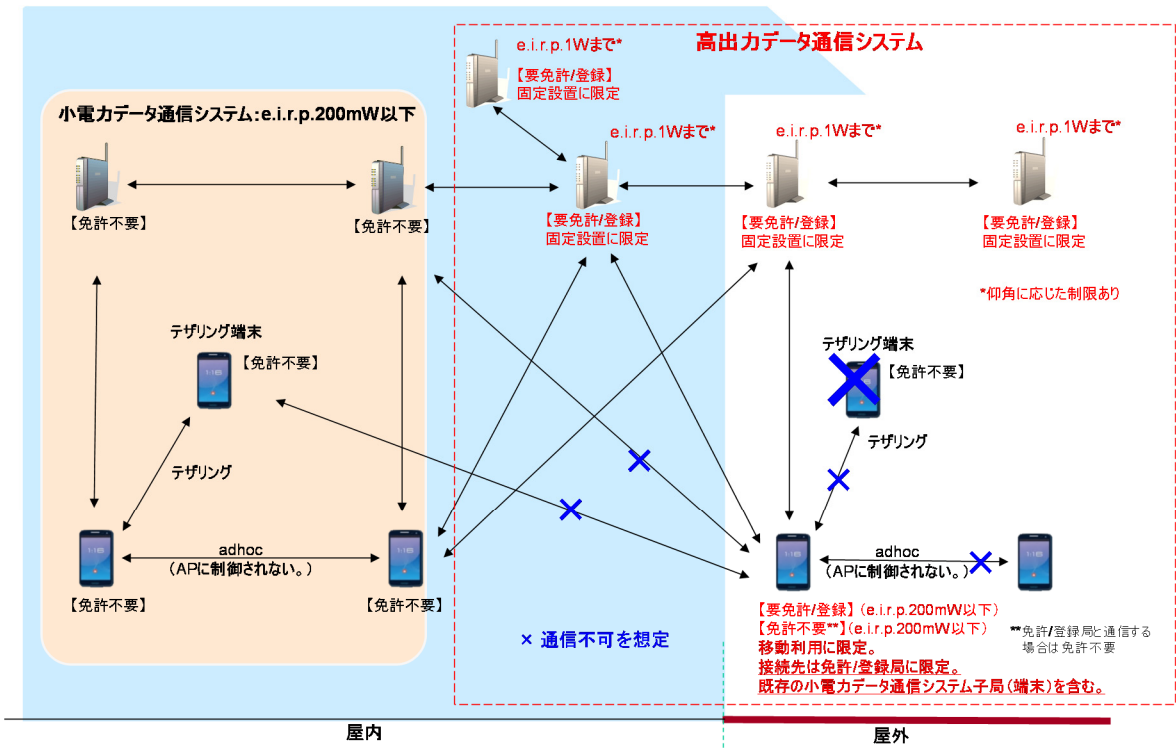 高出力データ通信システム
e.i.r.p.1Wまで*
【要免許/登録】
固定設置に限定
小電力データ通信システム:e.i.r.p.200mW以下
e.i.r.p.1Wまで*
e.i.r.p.1Wまで*
e.i.r.p.1Wまで*
【免許不要】
【免許不要】
【要免許/登録】
固定設置に限定
【要免許/登録】
固定設置に限定
【要免許/登録】
固定設置に限定
*仰角に応じた制限あり
テザリング端末
【免許不要】
テザリング端末
【免許不要】
テザリング
テザリング
adhoc
（APに制御されない。）
adhoc
（APに制御されない。）
【免許不要】
【免許不要】
× 通信不可を想定
【要免許/登録】（e.i.r.p.200mW以下）
【免許不要**】（e.i.r.p.200mW以下）
移動利用に限定。
接続先は免許/登録局に限定。
既存の小電力データ通信システム子局（端末）を含む。
**免許/登録局と通信する
場合は免許不要
屋内
屋外